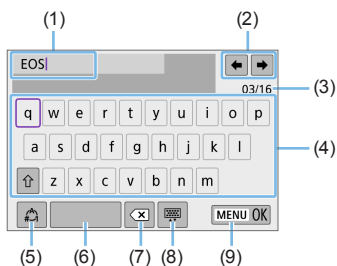 (1) (2)
EOS
03/16 (3)
q w e r t y u i o p
a s d f g h j k l (4)
z x c v b n m
MENU OK
(5) (6) (7) (8) (9)